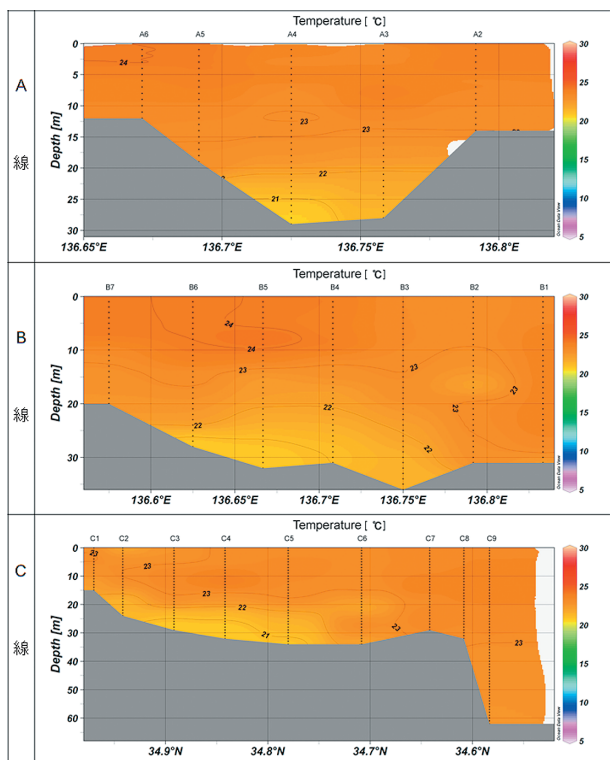 A
線
Temperature [ ℃]
A6 A5 A4 A3 A2
0
5
10
15
20
25
30
Depth [m]
24
23
23
22
21
136.65°E 136.7°E 136.75°E 136.8°E
30
25
20
15
10
5
Ocean Data View
B
線
Temperature [ ℃]
B7 B6 B5 B4 B3 B2 B1
0
10
20
30
Depth [m]
24
24
23
23
23
23
22
22
22
136.6°E 136.65°E 136.7°E 136.75°E 136.8°E
30
25
20
15
10
5
Ocean Data View
C
線
Temperature [ ℃]
C1 C2 C3 C4 C5 C6 C7 C8 C9
0
10
20
30
40
50
60
Depth [m]
23
23
23
22
21
23
23
34.9°N 34.8°N 34.7°N 34.6°N
30
25
20
15
10
5
Ocean Data View